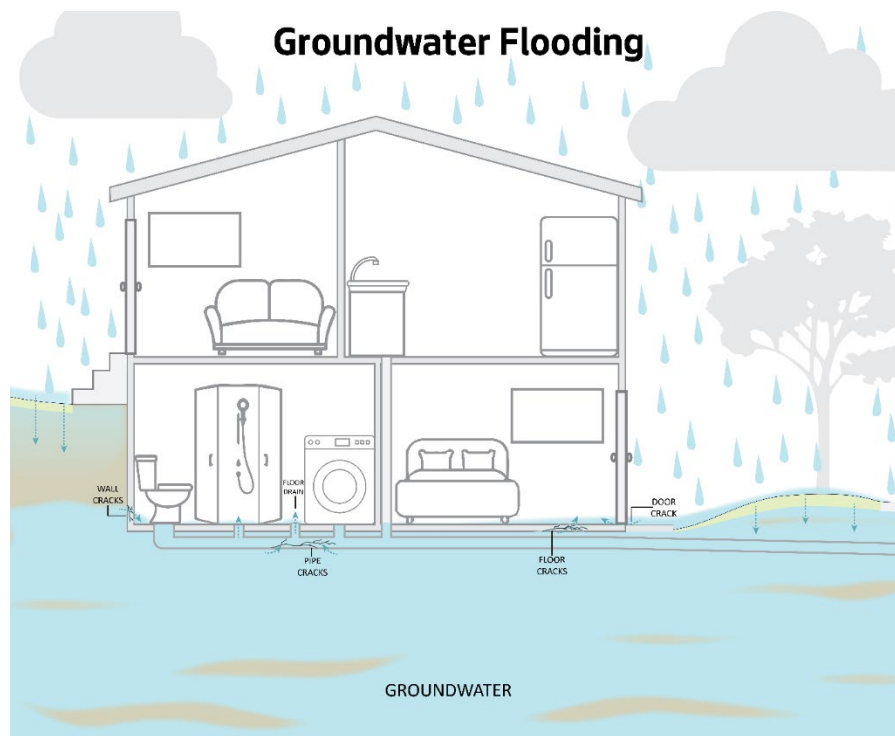 Groundwater Flooding
WALL
CRACKS
FLOOR
DRAIN
PIPE
CRACKS
FLOOR
CRACKS
DOOR
CRACK
GROUNDWATER